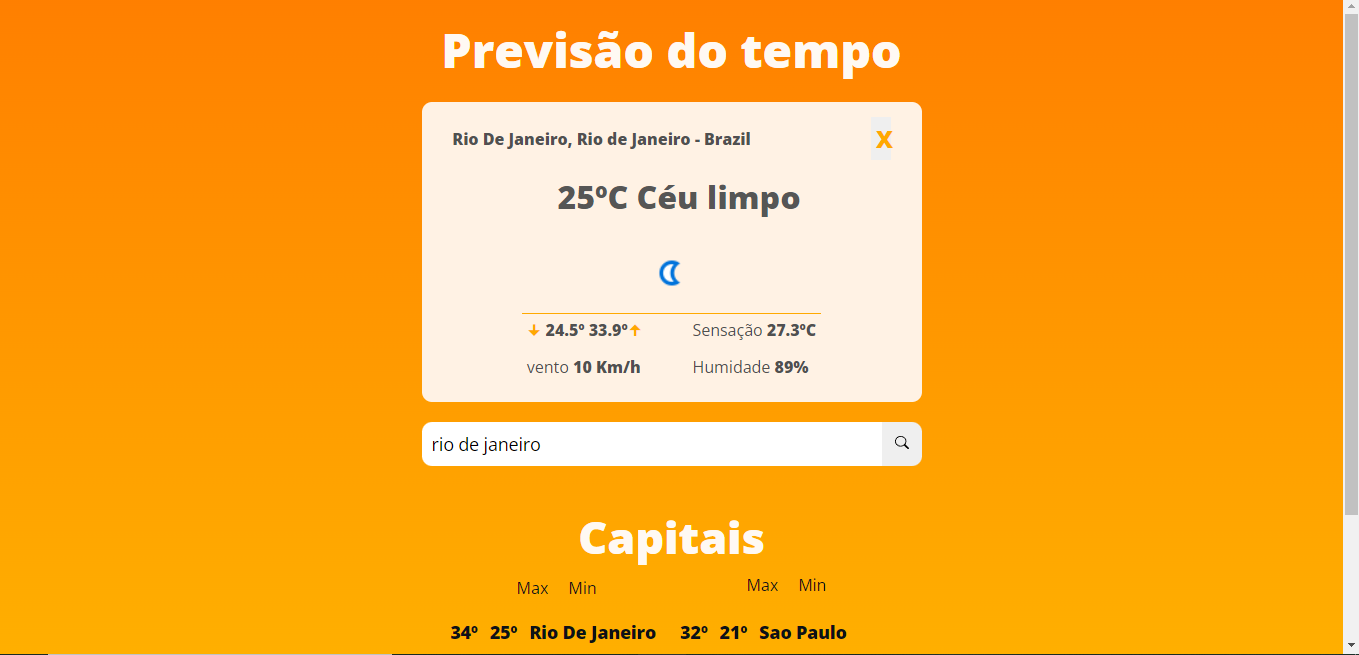 Previsão do tempo
Rio De Janeiro, Rio de Janeiro - Brazil X
25ºC Céu limpo
24.5º 33.9º Sensação 27.3ºC
vento 10 Km/h Humidade 89%
rio de janeiro
Capitais
Max Min Max Min
34º 25º Rio De Janeiro 32º 21º Sao Paulo